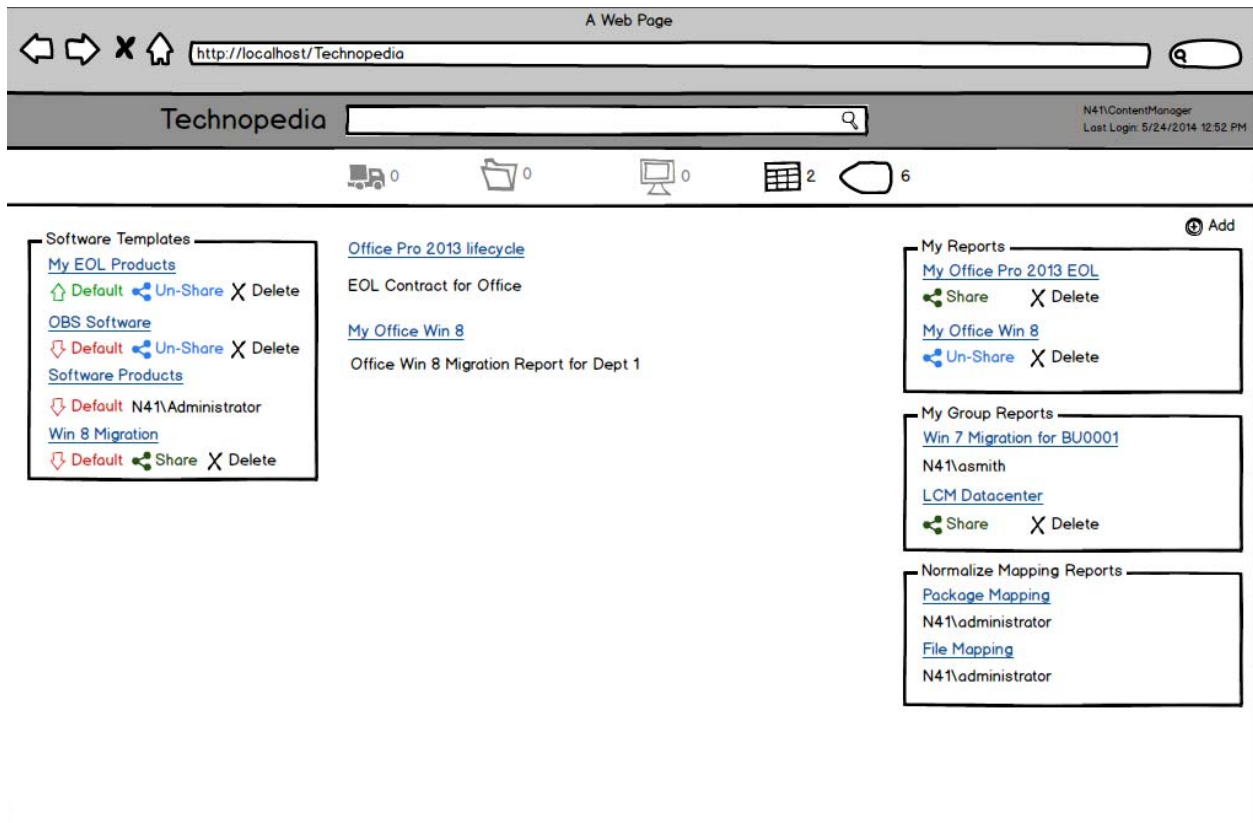 A Web Page
http://localhost/Technopedia
Technopedia
N41\ContentManager
Last Login: 5/24/2014 12:52 PM
0
0
0
2
6
Software Templates
My EOL Products
Default Un-Share X Delete
OBS Software
Default Un-Share X Delete
Software Products
Default N41\Administrator
Win 8 Migration
Default Share X Delete
Office Pro 2013 lifecycle
EOL Contract for Office
My Office Win 8
Office Win 8 Migration Report for Dept 1
Add
My Reports
My Office Pro 2013 EOL
Share X Delete
My Office Win 8
Un-Share X Delete
My Group Reports
Win 7 Migration for BU0001
N41\asmith
LCM Datacenter
Share X Delete
Normalize Mapping Reports
Package Mapping
N41\administrator
File Mapping
N41\administrator